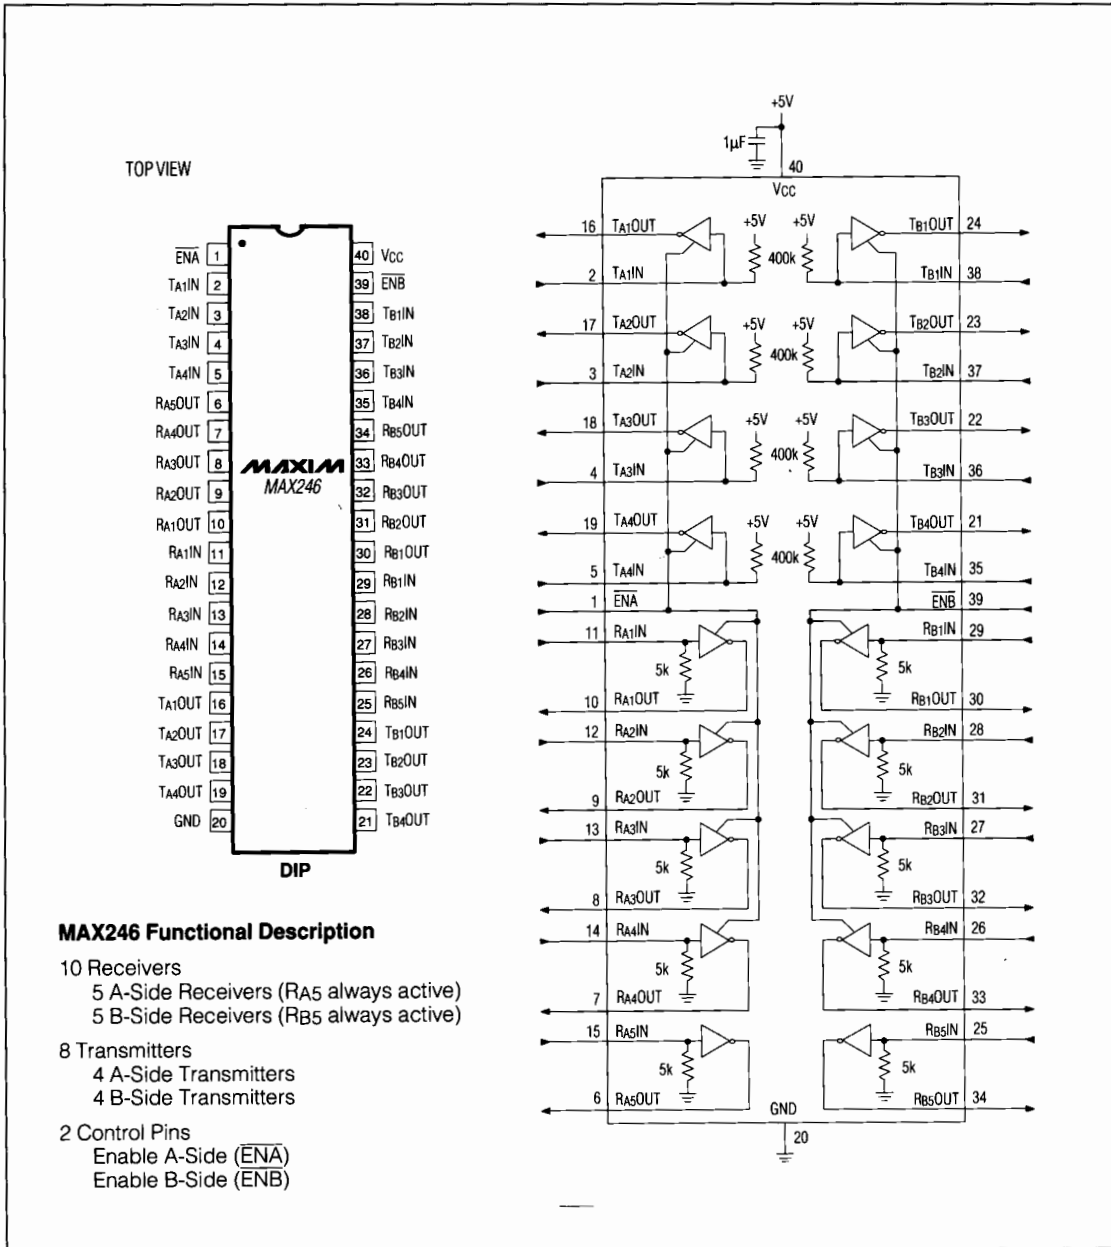 TOP VIEW
ENA 1
TA1IN 2
TA2IN 3
TA3IN 4
TA4IN 5
RA5OUT 6
RA4OUT 7
RA3OUT 8
RA2OUT 9
RA1OUT 10
RA1IN 11
RA2IN 12
RA3IN 13
RA4IN 14
RA5IN 15
TA1OUT 16
TA2OUT 17
TA3OUT 18
TA4OUT 19
GND 20
MAXIM
MAX246
40 VCC
39 ENB
38 TB1IN
37 TB2IN
36 TB3IN
35 TB4IN
34 RB5OUT
33 RB4OUT
32 RB3OUT
31 RB2OUT
30 RB1OUT
29 RB1IN
28 RB2IN
27 RB3IN
26 RB4IN
25 RB5IN
24 TB1OUT
23 TB2OUT
22 TB3OUT
21 TB4OUT
DIP
MAX246 Functional Description
10 Receivers
5 A-Side Receivers (RA5 always active)
5 B-Side Receivers (RB5 always active)
8 Transmitters
4 A-Side Transmitters
4 B-Side Transmitters
2 Control Pins
Enable A-Side (ENA)
Enable B-Side (ENB)
+5V
1µF
40
VCC
16 TA1OUT +5V +5V TB1OUT 24
400k
2 TA1IN TB1IN 38
17 TA2OUT +5V +5V TB2OUT 23
400k
3 TA2IN TB2IN 37
18 TA3OUT +5V +5V TB3OUT 22
400k
4 TA3IN TB3IN 36
19 TA4OUT +5V +5V TB4OUT 21
400k
5 TA4IN TB4IN 35
1 ENA ENB 39
11 RA1IN RB1IN 29
5k 5k
10 RA1OUT RB1OUT 30
12 RA2IN RB2IN 28
5k 5k
9 RA2OUT RB2OUT 31
13 RA3IN RB3IN 27
5k 5k
8 RA3OUT RB3OUT 32
14 RA4IN RB4IN 26
5k 5k
7 RA4OUT RB4OUT 33
15 RA5IN RB5IN 25
5k 5k
6 RA5OUT RB5OUT 34
GND
20